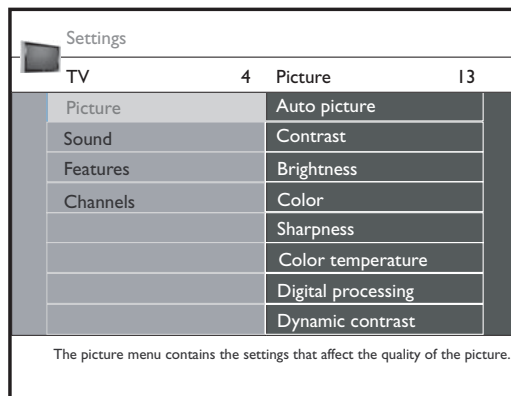 Settings
TV 4 Picture 13
Picture Auto picture
Sound Contrast
Features Brightness
Channels Color
Sharpness
Color temperature
Digital processing
Dynamic contrast
The picture menu contains the settings that affect the quality of the picture.